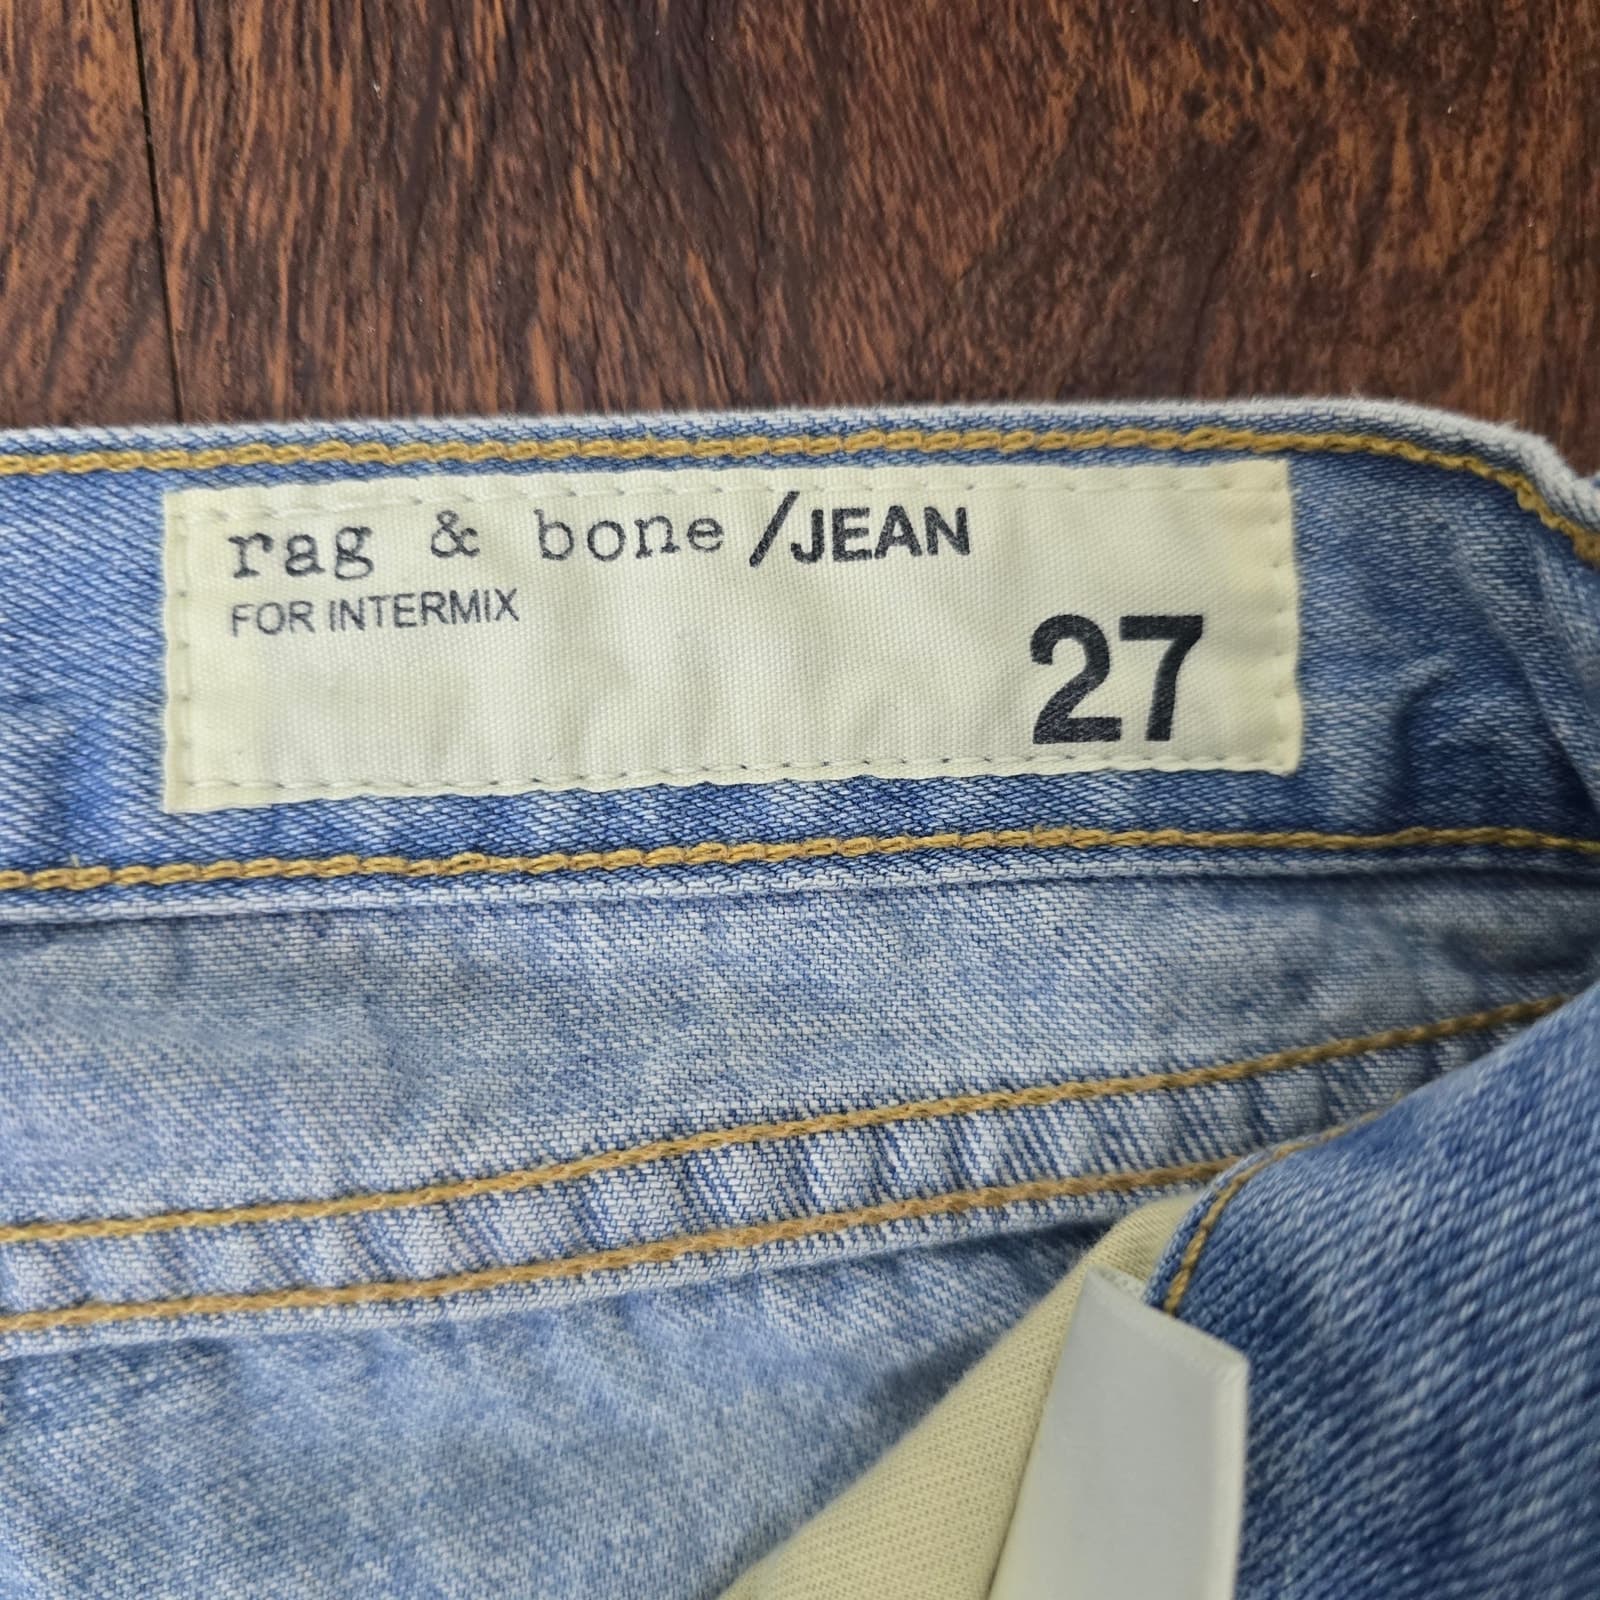 rag & bone /JEAN
FOR INTERMIX
27